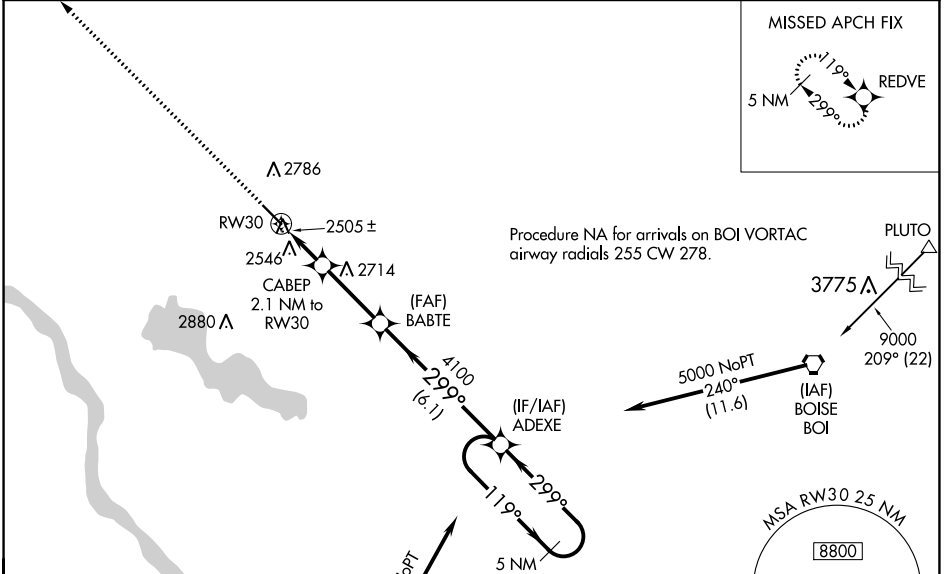 MISSED APCH FIX
119°
REDVE
5 NM
299°
2786
RW30
2505 ±
2546
CABEP
2.1 NM to
RW30
2714
2880
(FAF)
BABTE
Procedure NA for arrivals on BOI VORTAC
airway radials 255 CW 278.
PLUTO
3775
9000
209° (22)
5000 NoPT
240°
(11.6)
(IAF)
BOISE
BOI
4100
299°
(6.1)
(IF/IAF)
ADEXE
299°
119°
5 NM
MSA RW30 25 NM
8800